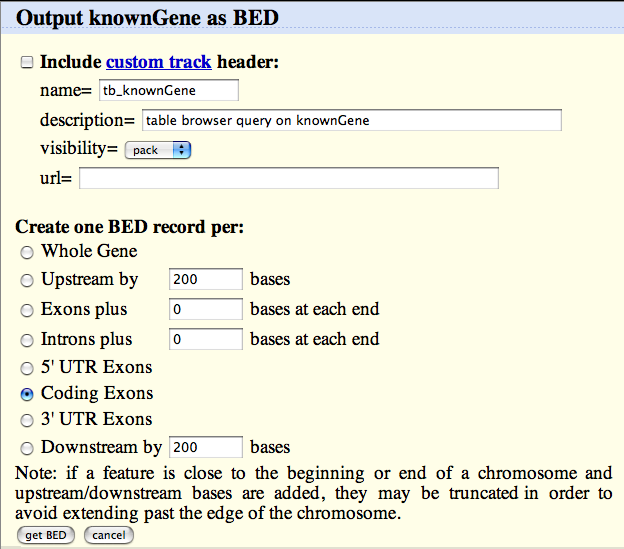 Output knownGene as BED
Include custom track header:
name= tb_knownGene
description= table browser query on knownGene
visibility= pack
url=
Create one BED record per:
Whole Gene
Upstream by 200 bases
Exons plus 0 bases at each end
Introns plus 0 bases at each end
5' UTR Exons
Coding Exons
3' UTR Exons
Downstream by 200 bases
Note: if a feature is close to the beginning or end of a chromosome and
upstream/downstream bases are added, they may be truncated in order to
avoid extending past the edge of the chromosome.
get BED cancel